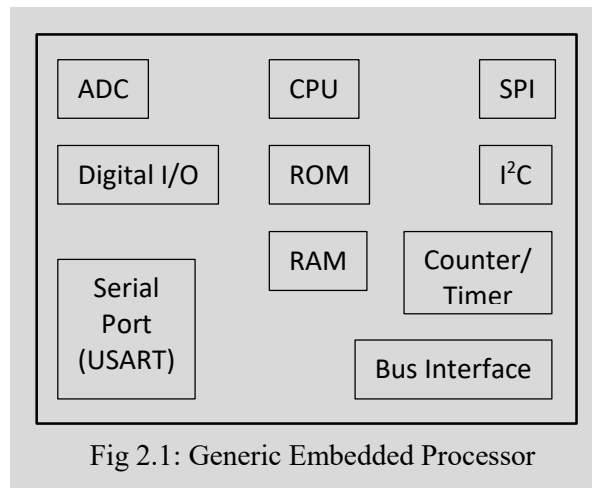 ADC
CPU
SPI
Digital I/O
ROM
I²C
RAM
Counter/
Timer
Serial
Port
(USART)
Bus Interface
Fig 2.1: Generic Embedded Processor